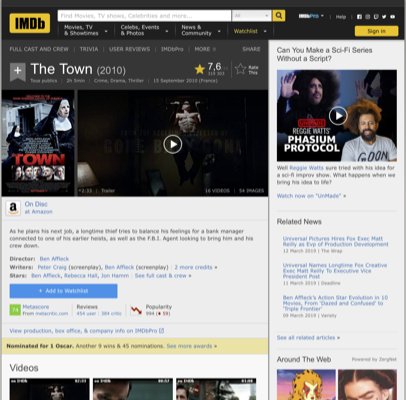 IMDb
Find Movies, TV shows, Celebrities and more...
All
IMDbPro
Help
Movies, TV
& Showtimes
Celebs, Events
& Photos
News &
Community
Watchlist
Sign in
FULL CAST AND CREW | TRIVIA | USER REVIEWS | IMDbPro | MORE
SHARE
The Town (2010)
7,6
Rate
This
Tous publics | 2h 5min | Crime, Drama, Thriller | 15 September 2010 (France)
TOWN
2:35 | Trailer
16 VIDEOS | 54 IMAGES
On Disc
at Amazon
As he plans his next job, a longtime thief tries to balance his feelings for a bank manager
connected to one of his earlier heists, as well as the F.B.I. Agent looking to bring him and his
crew down.
Director: Ben Affleck
Writers: Peter Craig (screenplay), Ben Affleck (screenplay) | 2 more credits »
Stars: Ben Affleck, Rebecca Hall, Jon Hamm | See full cast & crew »
+ Add to Watchlist
Metascore
From metacritic.com
Reviews
454 user | 384 critic
Popularity
View production, box office, & company info on IMDbPro
Nominated for 1 Oscar. Another 9 wins & 45 nominations. See more awards »
Videos
IMDb
IMDb
Can You Make a Sci-Fi Series
Without a Script?
REGGIE WATTS'
PHASIUM
PROTOCOL
Well Reggie Watts sure tried with his idea for
a sci-fi improv show. What happens when we
bring his idea to life?
Watch now on "UnMade" »
Related News
Universal Pictures Hires Fox Exec Matt
Reilly as Evp of Production Development
12 March 2019 | The Wrap
Universal Names Longtime Fox Creative
Exec Matt Reilly To Executive Vice
President Post
11 March 2019 | Deadline
Ben Affleck's Action Star Evolution in 10
Movies, From 'Dazed and Confused' to
'Triple Frontier'
09 March 2019 | Variety
See all related articles »
Around The Web
Powered by ZergNet